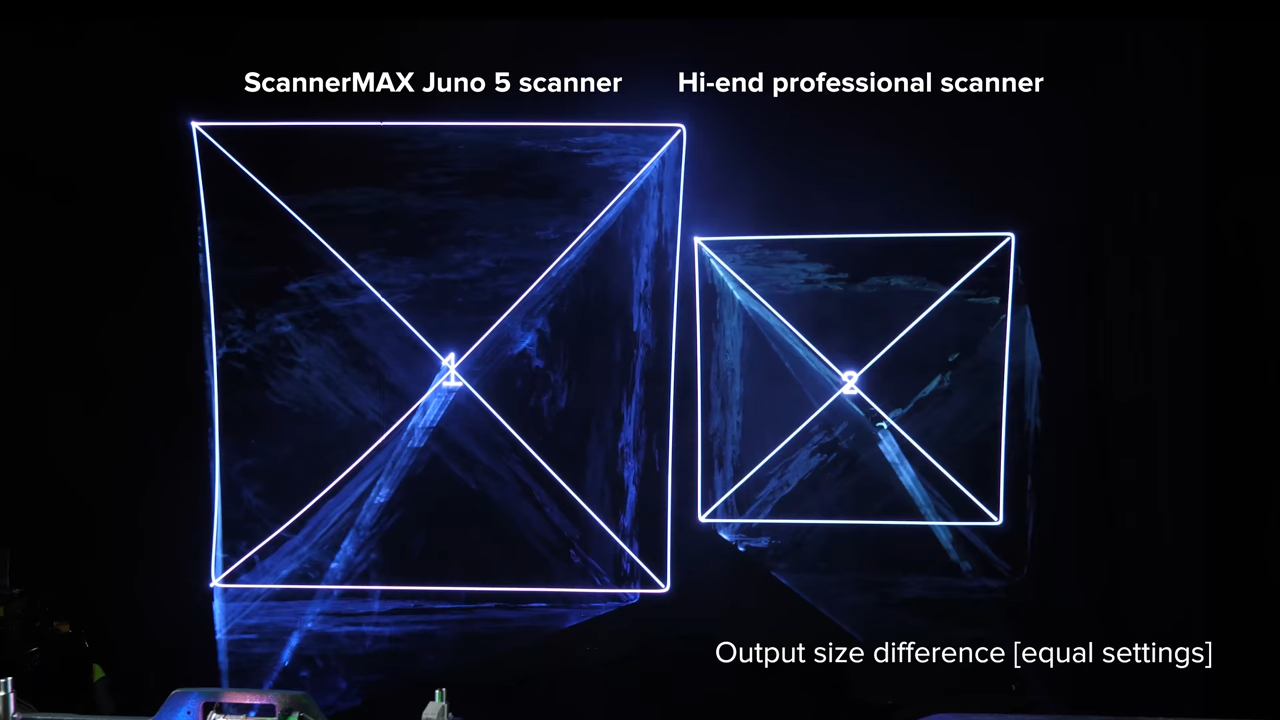 ScannerMAX Juno 5 scanner
Hi-end professional scanner
1
2
Output size difference [equal settings]